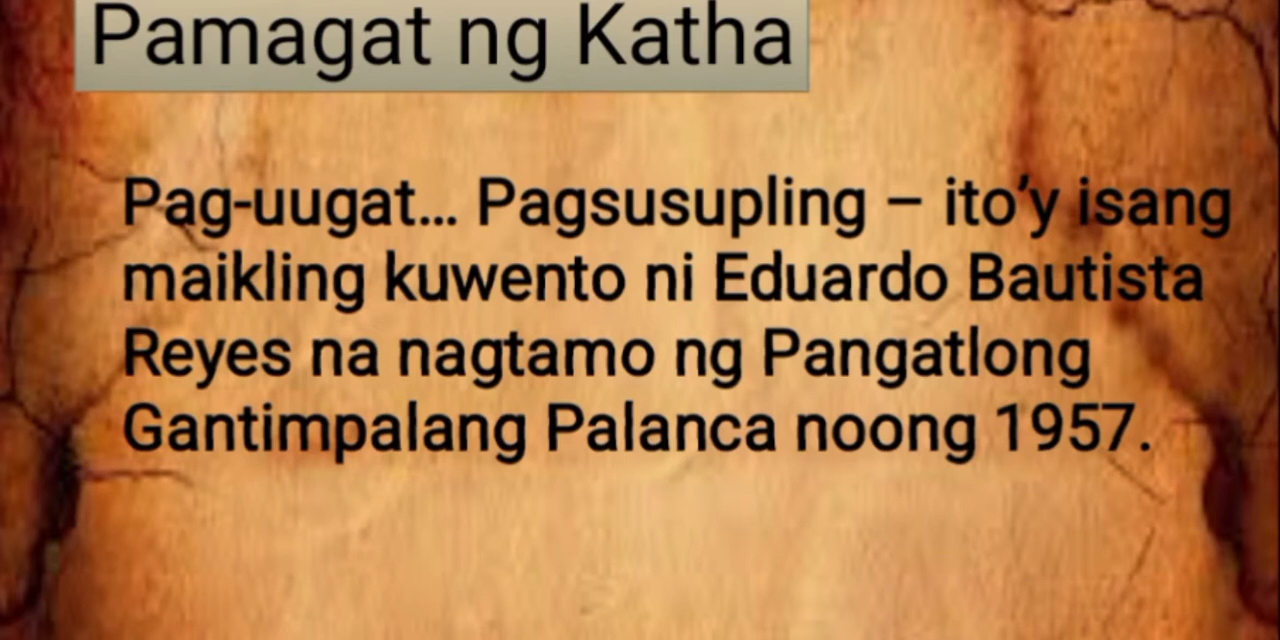 Pamagat ng Katha
Pag-uugat... Pagsusupling – ito’y isang
maikling kuwento ni Eduardo Bautista
Reyes na nagtamo ng Pangatlong
Gantimpalang Palanca noong 1957.